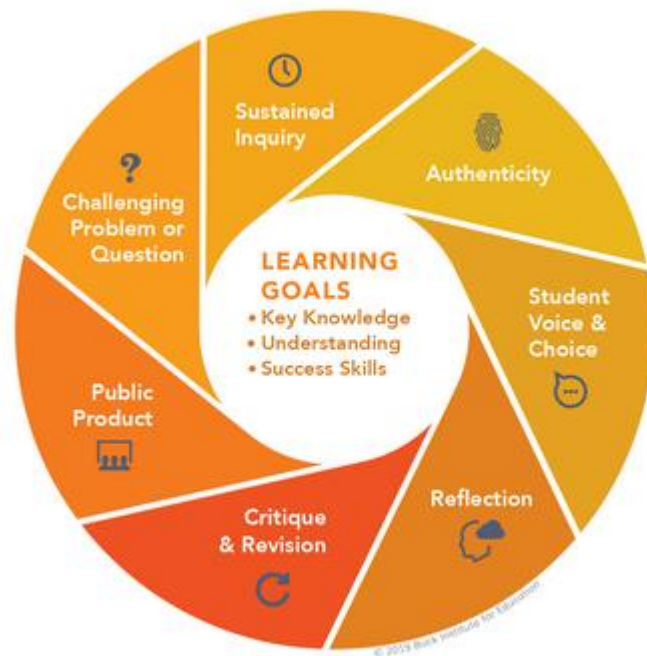 Sustained
Inquiry
Authenticity
Student
Voice &
Choice
Reflection
Critique
& Revision
Public
Product
?
Challenging
Problem or
Question
LEARNING
GOALS
• Key Knowledge
• Understanding
• Success Skills
© 2019 Buck Institute for Education